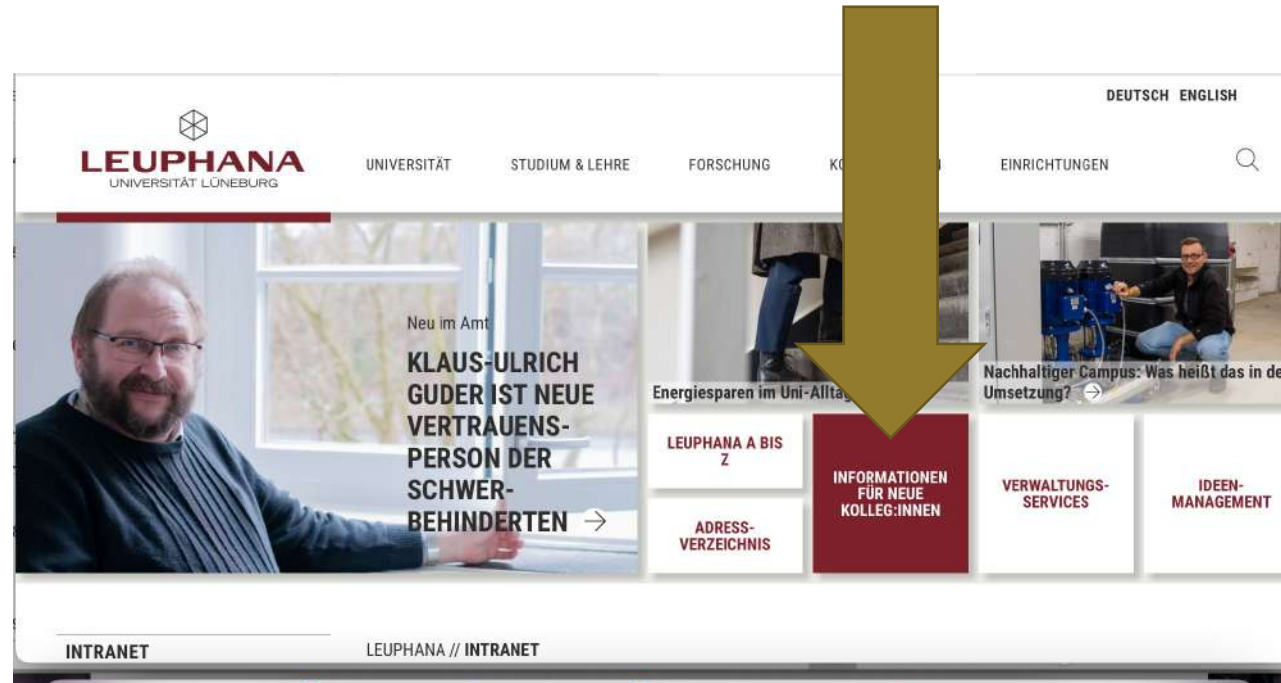 DEUTSCH ENGLISH
LEUPHANA
UNIVERSITÄT LÜNEBURG
UNIVERSITÄT STUDIUM & LEHRE FORSCHUNG EINRICHTUNGEN
Neu im Amt
KLAUS-ULRICH
GUDER IST NEUE
VERTRAUENS-
PERSON DER
SCHWER-
BEHINDERTEN
Energiesparen im Uni-Alltag
Nachhaltiger Campus: Was heißt das in de
Umsetzung?
LEUPHANA A BIS
Z
ADRESS-
VERZEICHNIS
INFORMATIONEN
FÜR NEUE
KOLLEG:INNEN
VERWALTUNGS-
SERVICES
IDEEN-
MANAGEMENT
INTRANET
LEUPHANA // INTRANET